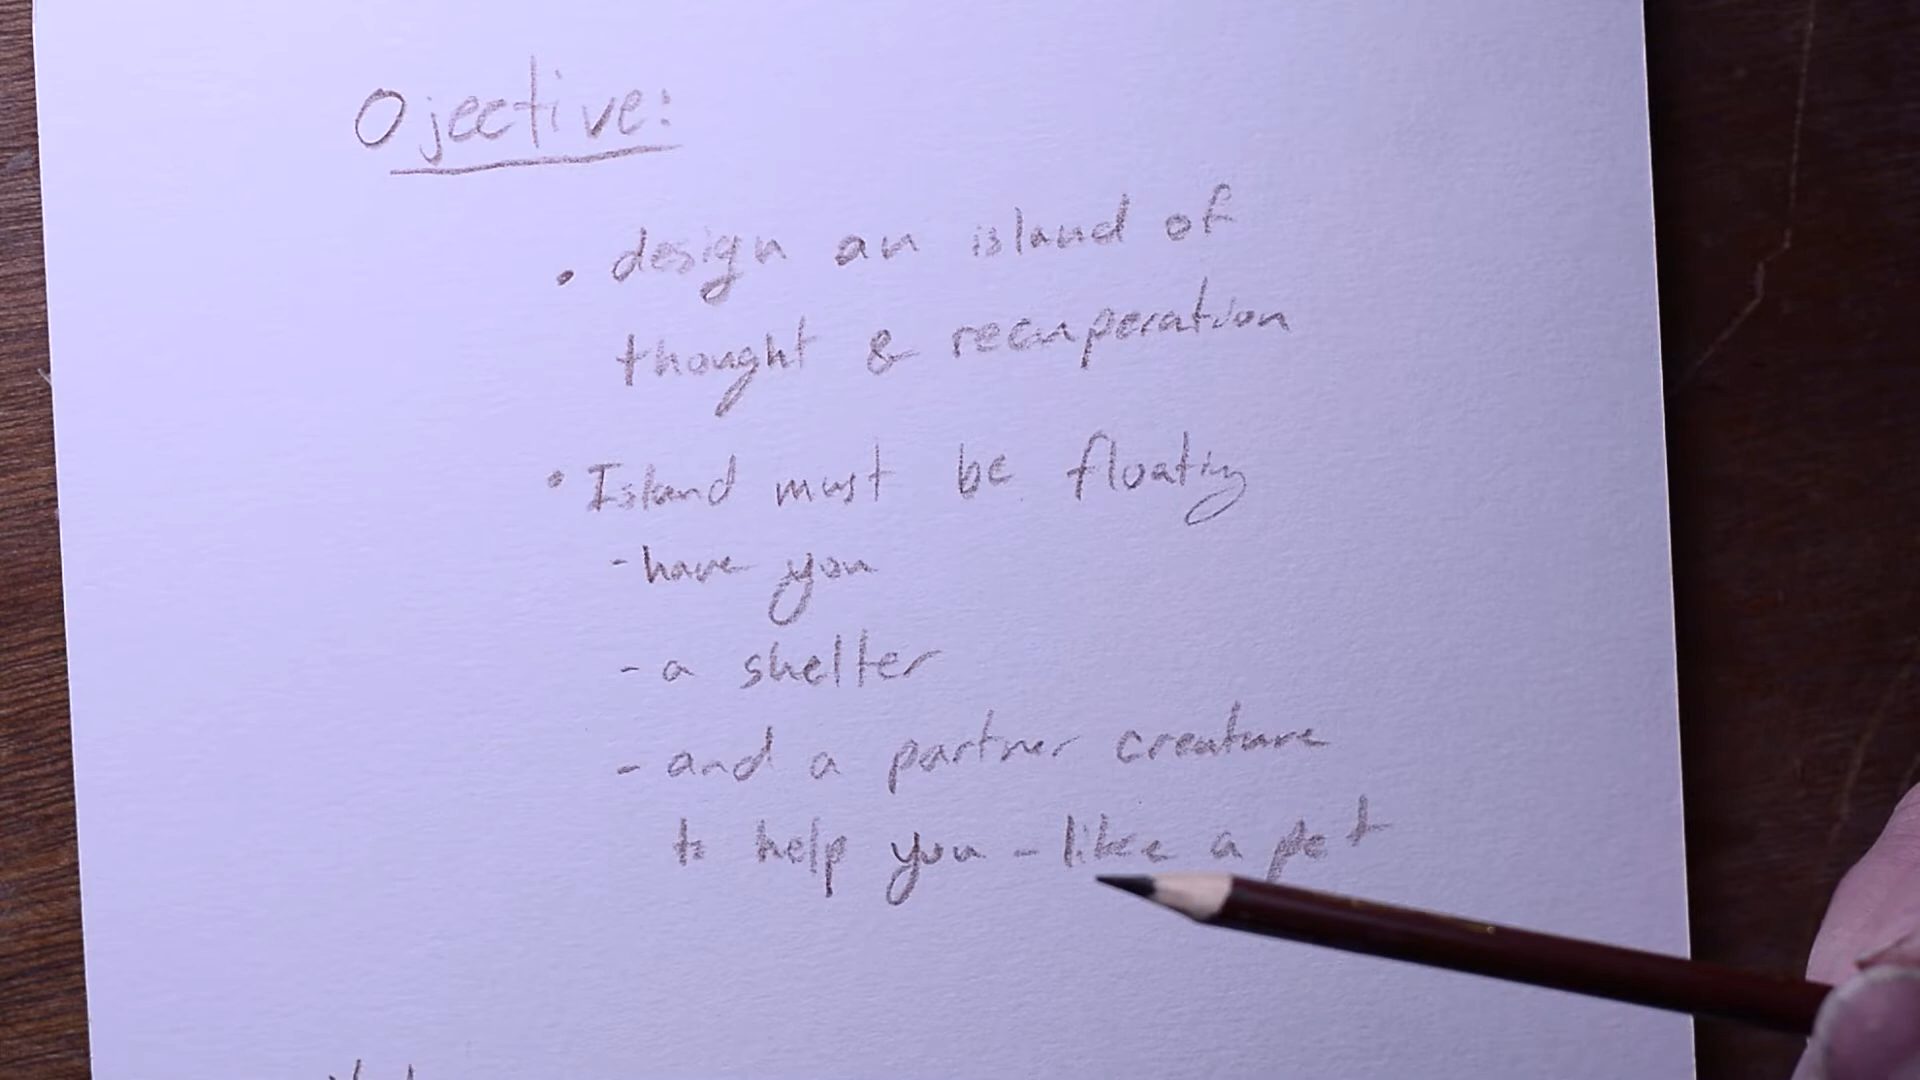 Ojective:
• design an island of
thought & recuperation
• Island must be floating
- have you
- a shelter
- and a partner creature
to help you - like a pet